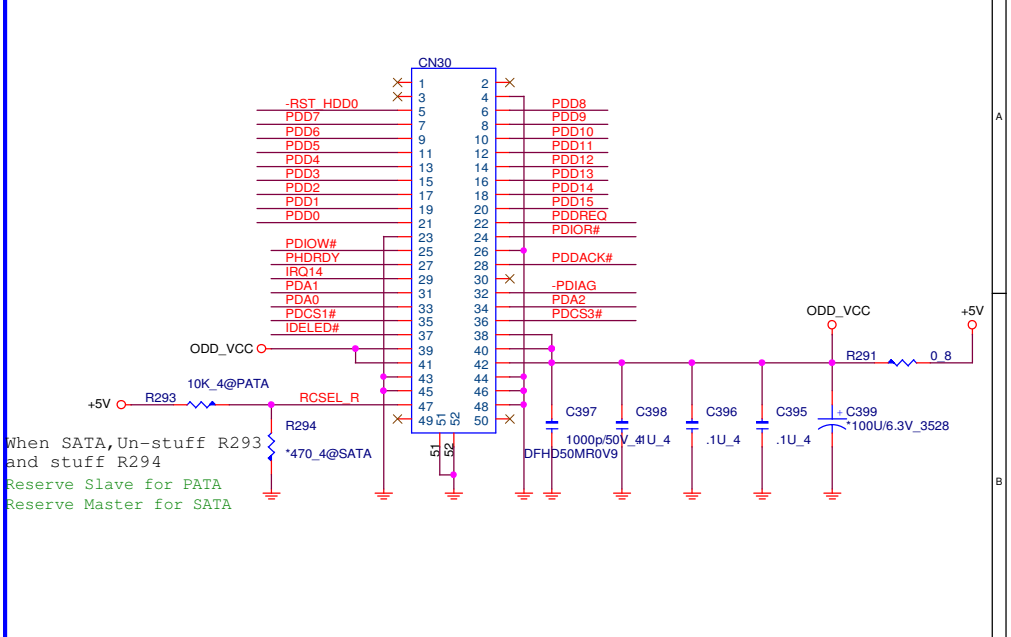 CN30
1 2
3 4
-RST_HDD0 5 6 PDD8
PDD7 7 8 PDD9
PDD6 9 10 PDD10
PDD5 11 12 PDD11
PDD4 13 14 PDD12
PDD3 15 16 PDD13
PDD2 17 18 PDD14
PDD1 19 20 PDD15
PDD0 21 22 PDDREQ
23 24 PDIOR#
PDIOW# 25 26
PHDRDY 27 28 PDDACK#
IRQ14 29 30
PDA1 31 32 -PDIAG
PDA0 33 34 PDA2
PDCS1# 35 36 PDCS3#
IDELED# 37 38
ODD_VCC 39 40
41 42
43 44
45 46
+5V R293 10K_4@PATA RCSEL_R 47 48
49 50
51 52
51 52
R294
*470_4@SATA
When SATA,Un-stuff R293
and stuff R294
Reserve Slave for PATA
Reserve Master for SATA
ODD_VCC
+5V
R291 0_8
C397
1000p/50V_4
DFHD50MR0V9
C398
.1U_4
C396
.1U_4
C395
.1U_4
+
C399
*100U/6.3V_3528
A
B